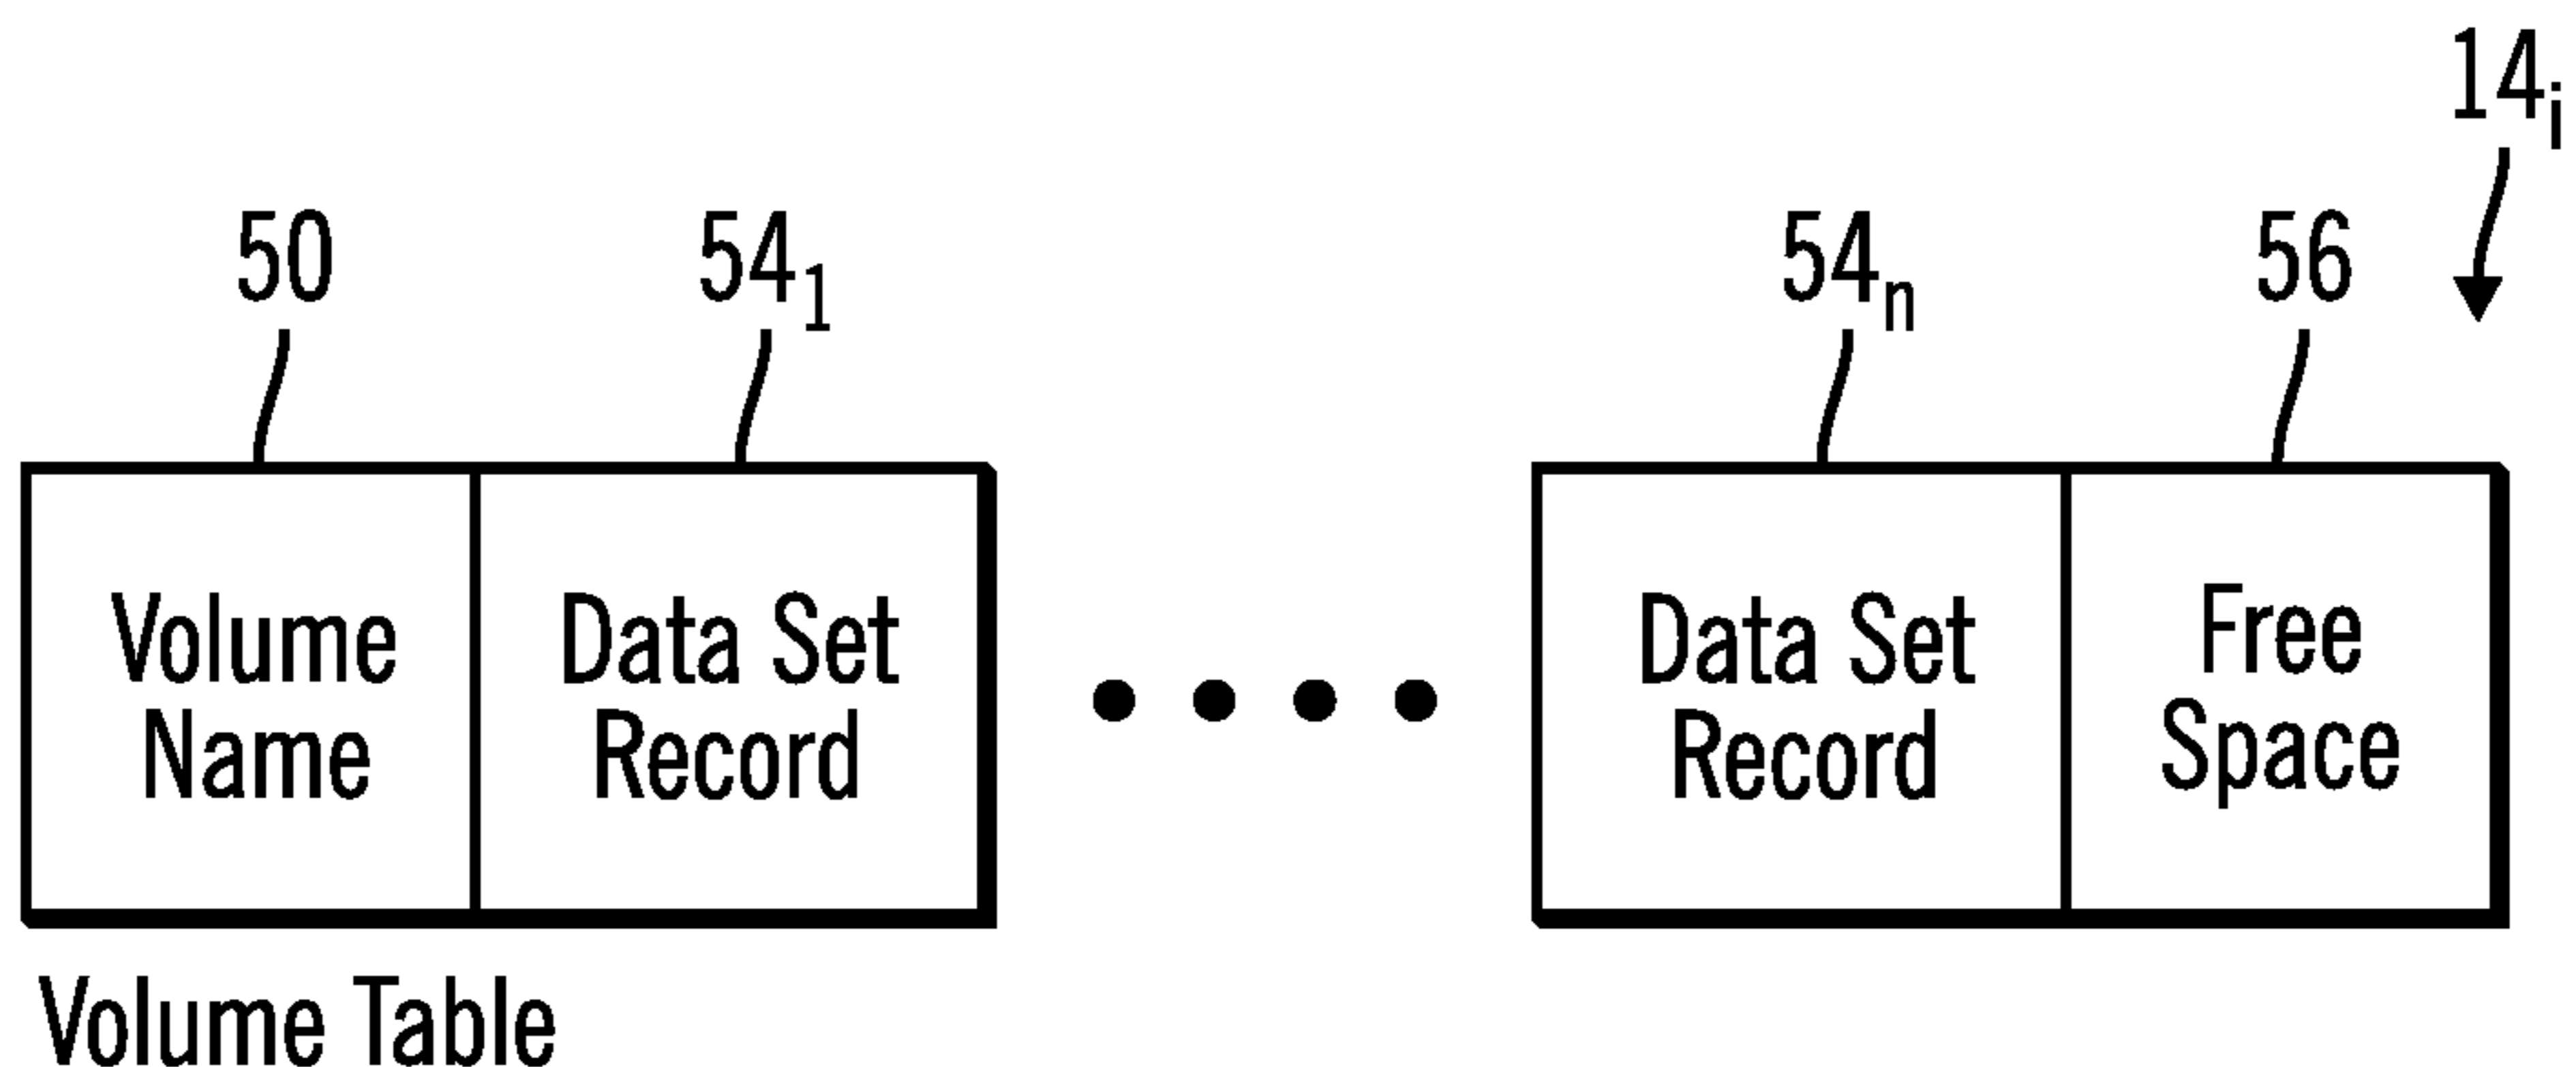 14i
50 541 54n 56
Volume Name
Data Set Record
Data Set Record
Free Space
Volume Table